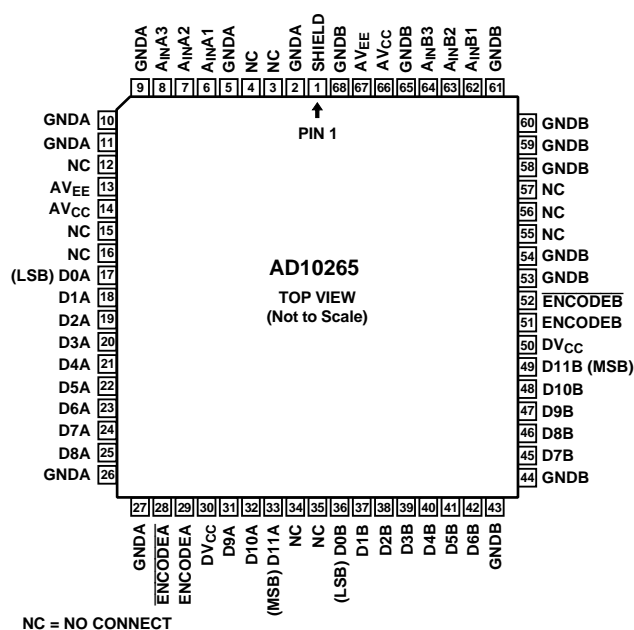 GNDA
AINA3
AINA2
AINA1
GNDA
NC
NC
GNDA
SHIELD
GNDB
AVEE
AVCC
GNDB
AINB3
AINB2
AINB1
GNDB
9 8 7 6 5 4 3 2 1 68 67 66 65 64 63 62 61
PIN 1
GNDA 10
GNDA 11
NC 12
AVEE 13
AVCC 14
NC 15
NC 16
(LSB) D0A 17
D1A 18
D2A 19
D3A 20
D4A 21
D5A 22
D6A 23
D7A 24
D8A 25
GNDA 26
AD10265
TOP VIEW
(Not to Scale)
60 GNDB
59 GNDB
58 GNDB
57 NC
56 NC
55 NC
54 GNDB
53 GNDB
52 ENCODEB
51 ENCODEB
50 DVCC
49 D11B (MSB)
48 D10B
47 D9B
46 D8B
45 D7B
44 GNDB
27 28 29 30 31 32 33 34 35 36 37 38 39 40 41 42 43
GNDA
ENCODEA
ENCODEA
DVCC
D9A
D10A
(MSB) D11A
NC
NC
(LSB) D0B
D1B
D2B
D3B
D4B
D5B
D6B
GNDB
NC = NO CONNECT